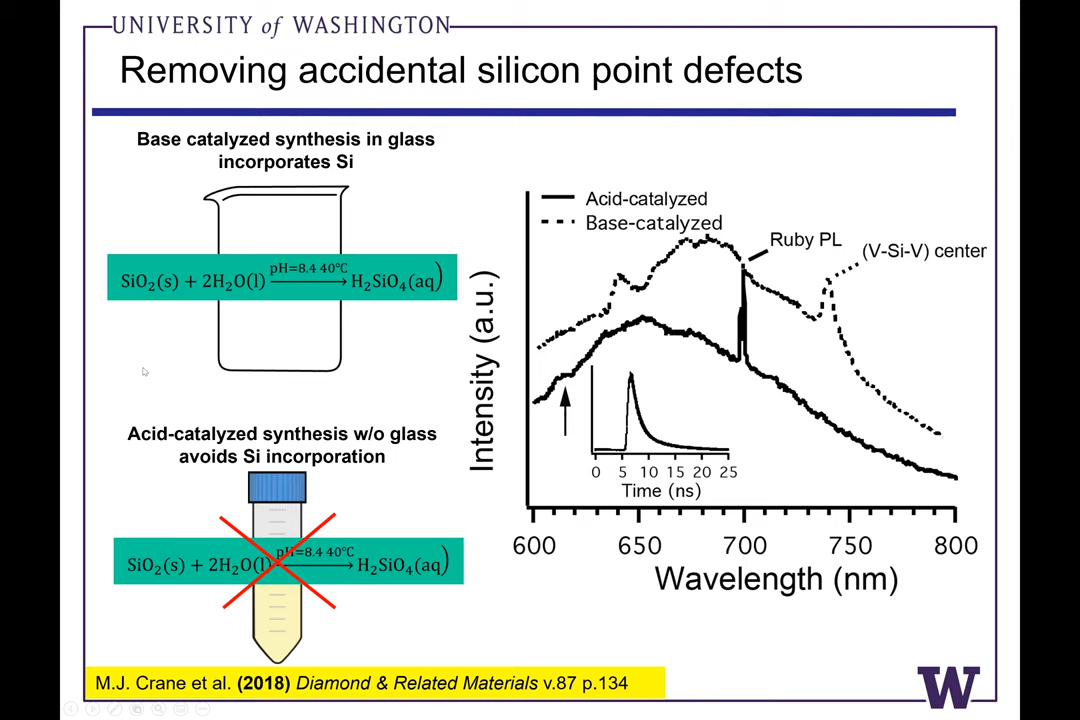 UNIVERSITY of WASHINGTON
Removing accidental silicon point defects
Base catalyzed synthesis in glass
incorporates Si
SiO₂(s) + 2H₂O(l) pH=8.4 40°C H₂SiO₄(aq)
Acid-catalyzed synthesis w/o glass
avoids Si incorporation
SiO₂(s) + 2H₂O(l) pH=8.4 40°C H₂SiO₄(aq)
M.J. Crane et al. (2018) Diamond & Related Materials v.87 p.134
Acid-catalyzed
Base-catalyzed
Ruby PL
(V-Si-V) center
Intensity (a.u.)
0 5 10 15 20 25
Time (ns)
600 650 700 750 800
Wavelength (nm)
W